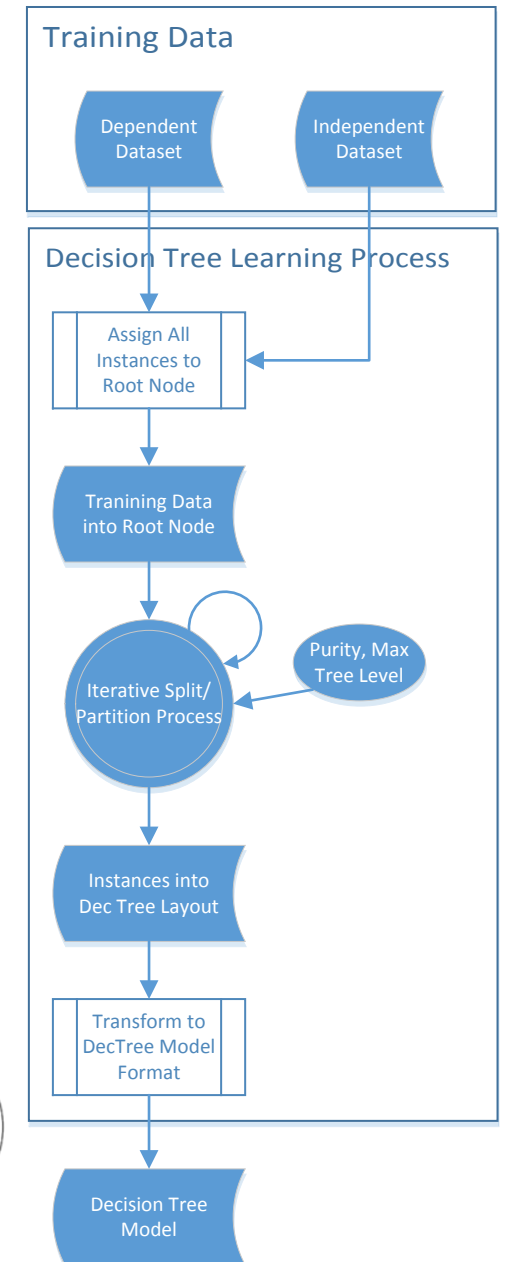 Training Data
Dependent
Dataset
Independent
Dataset
Decision Tree Learning Process
Assign All
Instances to
Root Node
Tranining Data
into Root Node
Iterative Split/
Partition Process
Purity, Max
Tree Level
Instances into
Dec Tree Layout
Transform to
DecTree Model
Format
Decision Tree
Model